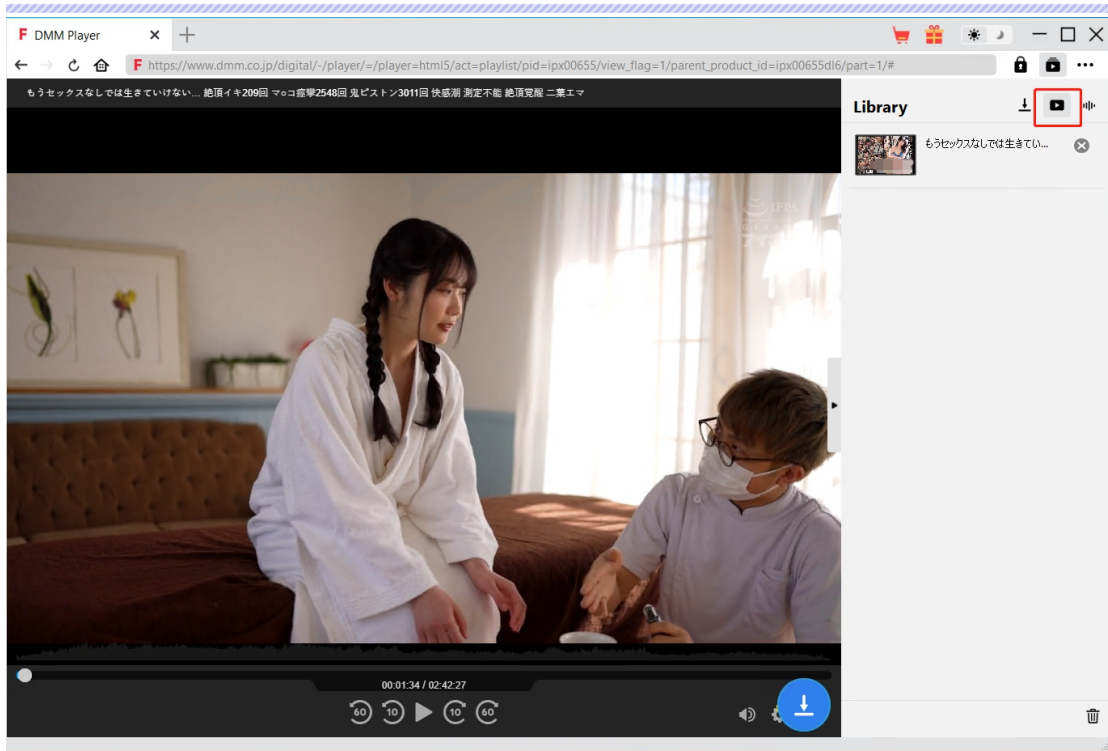 DMM Player
https://www.dmm.co.jp/digital/-/player/=/player=html5/act=playlist/pid=ipx00655/view_flag=1/parent_product_id=ipx00655dl6/part=1/#
もうセックスなしでは生きていけない... 絶頂イキ209回 マ○コ痙攣2548回 鬼ピストン3011回 快感潮 測定不能 絶頂覚醒 二葉エマ
Library
もうセックスなしでは生きてい...
00:01:34 / 02:42:27
60 10 10 60